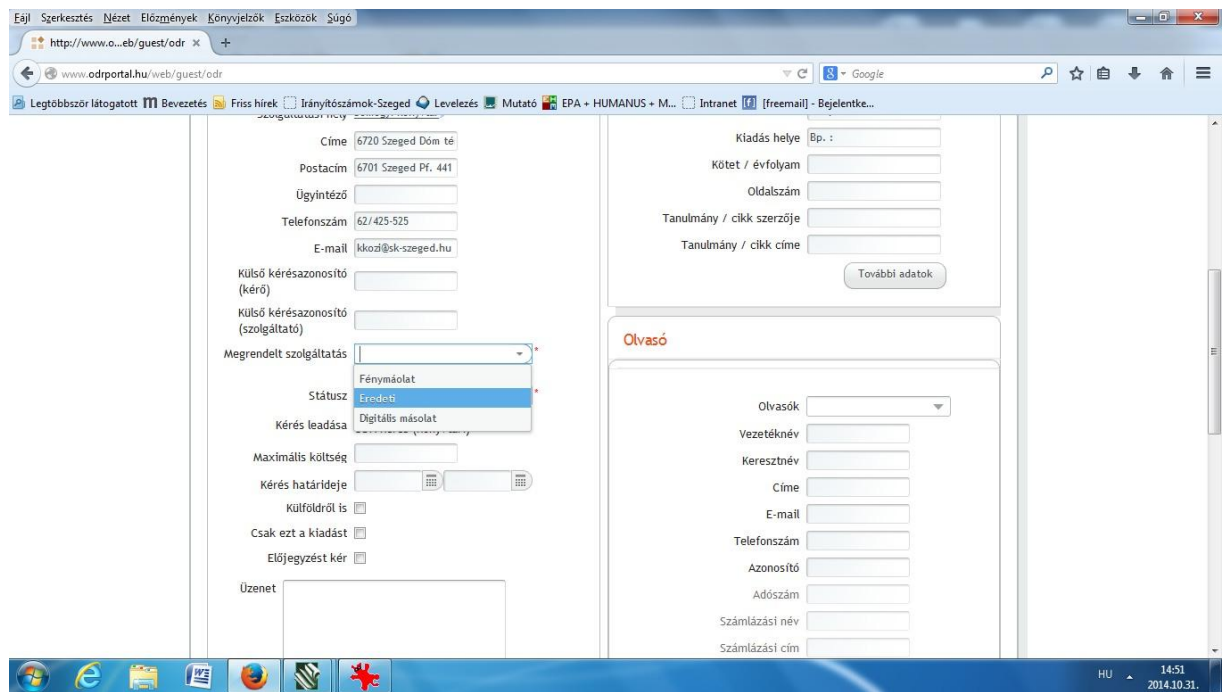 Fájl Szerkesztés Nézet Előzmények Könyvjelzők Eszközök Súgó
http://www.o...eb/guest/odr
www.odrportal.hu/web/guest/odr
Google
Legtöbbször látogatott Bevezetés Friss hírek Irányítószámok-Szeged Levelezés Mutató EPA + HUMANUS + M... Intranet [freemail] - Bejelentke...
Címe 6720 Szeged Dóm té
Postacím 6701 Szeged Pf. 441
Ügyintéző
Telefonszám 62/425-525
E-mail kkozi@sk-szeged.hu
Külső kérésazonosító
(kérő)
Külső kérésazonosító
(szolgáltató)
Megrendelt szolgáltatás *
Fénymáolat
Státusz Eredeti *
Kérés leadása Digitális másolat
Maximális költség
Kérés határideje
Külföldről is
Csak ezt a kiadást
Előjegyzést kér
Üzenet
Kiadás helye Bp. :
Kötet / évfolyam
Oldalszám
Tanulmány / cikk szerzője
Tanulmány / cikk címe
További adatok
Olvasó
Olvasók
Vezetéknév
Keresztnév
Címe
E-mail
Telefonszám
Azonosító
Adószám
Számlázási név
Számlázási cím
HU
14:51
2014.10.31.